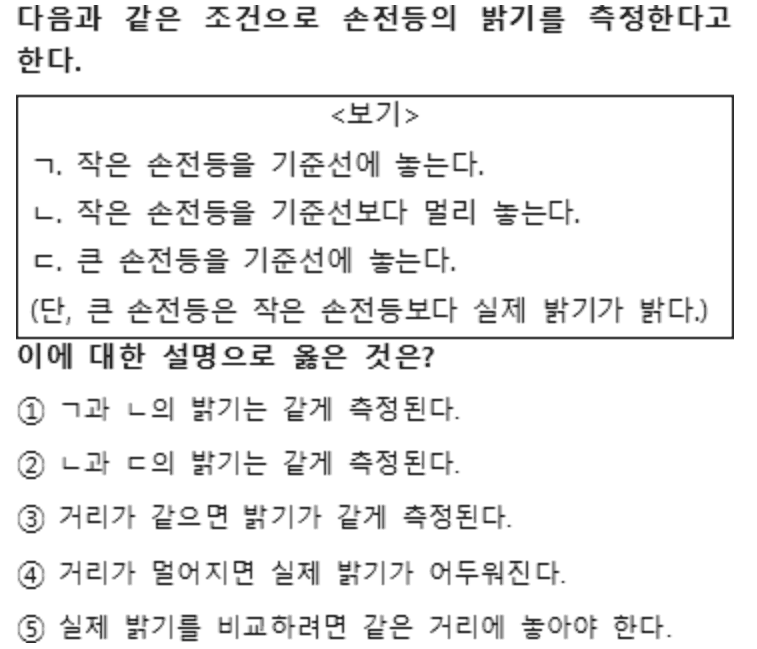 다음과 같은 조건으로 손전등의 밝기를 측정한다고
한다.
<보기>
ㄱ. 작은 손전등을 기준선에 놓는다.
ㄴ. 작은 손전등을 기준선보다 멀리 놓는다.
ㄷ. 큰 손전등을 기준선에 놓는다.
(단, 큰 손전등은 작은 손전등보다 실제 밝기가 밝다.)
이에 대한 설명으로 옳은 것은?
① ㄱ과 ㄴ의 밝기는 같게 측정된다.
② ㄴ과 ㄷ의 밝기는 같게 측정된다.
③ 거리가 같으면 밝기가 같게 측정된다.
④ 거리가 멀어지면 실제 밝기가 어두워진다.
⑤ 실제 밝기를 비교하려면 같은 거리에 놓아야 한다.